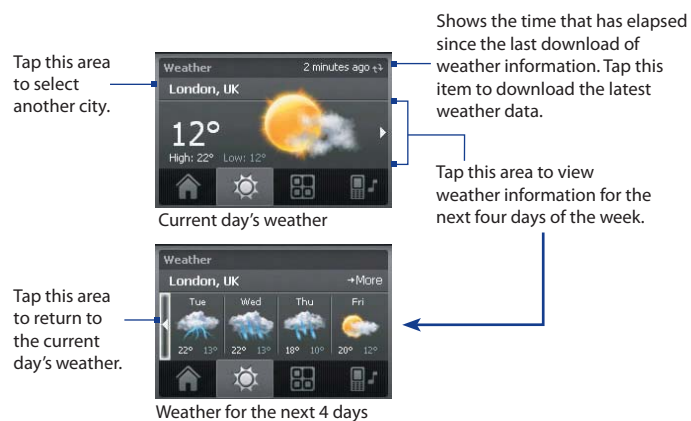 Tap this area
to select
another city.
Weather
2 minutes ago
London, UK
12°
High: 22° Low: 12°
Current day's weather
Shows the time that has elapsed
since the last download of
weather information. Tap this
item to download the latest
weather data.
Tap this area to view
weather information for the
next four days of the week.
Tap this area
to return to
the current
day's weather.
Weather
London, UK
More
Tue Wed Thu Fri
22° 13° 22° 13° 18° 10° 20° 12°
Weather for the next 4 days